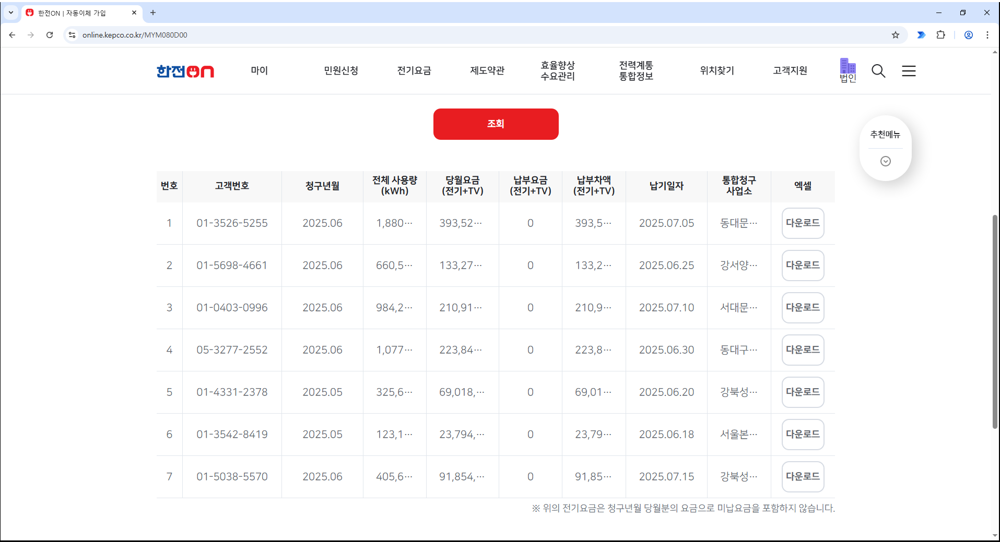 한전ON | 자동이체 가입
online.kepco.co.kr/MYM080D00
한전ON 마이 민원신청 전기요금 제도약관 효율향상 수요관리 전력계통 통합정보 위치찾기 고객지원 법인
조회
추천메뉴
번호 고객번호 청구년월 전체 사용량 (kWh) 당월요금 (전기+TV) 납부요금 (전기+TV) 납부차액 (전기+TV) 납기일자 통합청구 사업소 엑셀
1 01-3526-5255 2025.06 1,880··· 393,52··· 0 393,5··· 2025.07.05 동대문··· 다운로드
2 01-5698-4661 2025.06 660,5··· 133,27··· 0 133,2··· 2025.06.25 강서양··· 다운로드
3 01-0403-0996 2025.06 984,2··· 210,91··· 0 210,9··· 2025.07.10 서대문··· 다운로드
4 05-3277-2552 2025.06 1,077··· 223,84··· 0 223,8··· 2025.06.30 동대구··· 다운로드
5 01-4331-2378 2025.05 325,6··· 69,018,··· 0 69,01··· 2025.06.20 강북성··· 다운로드
6 01-3542-8419 2025.05 123,1··· 23,794,··· 0 23,79··· 2025.06.18 서울본··· 다운로드
7 01-5038-5570 2025.06 405,6··· 91,854,··· 0 91,85··· 2025.07.15 강북성··· 다운로드
※ 위의 전기요금은 청구년월 당월분의 요금으로 미납요금을 포함하지 않습니다.